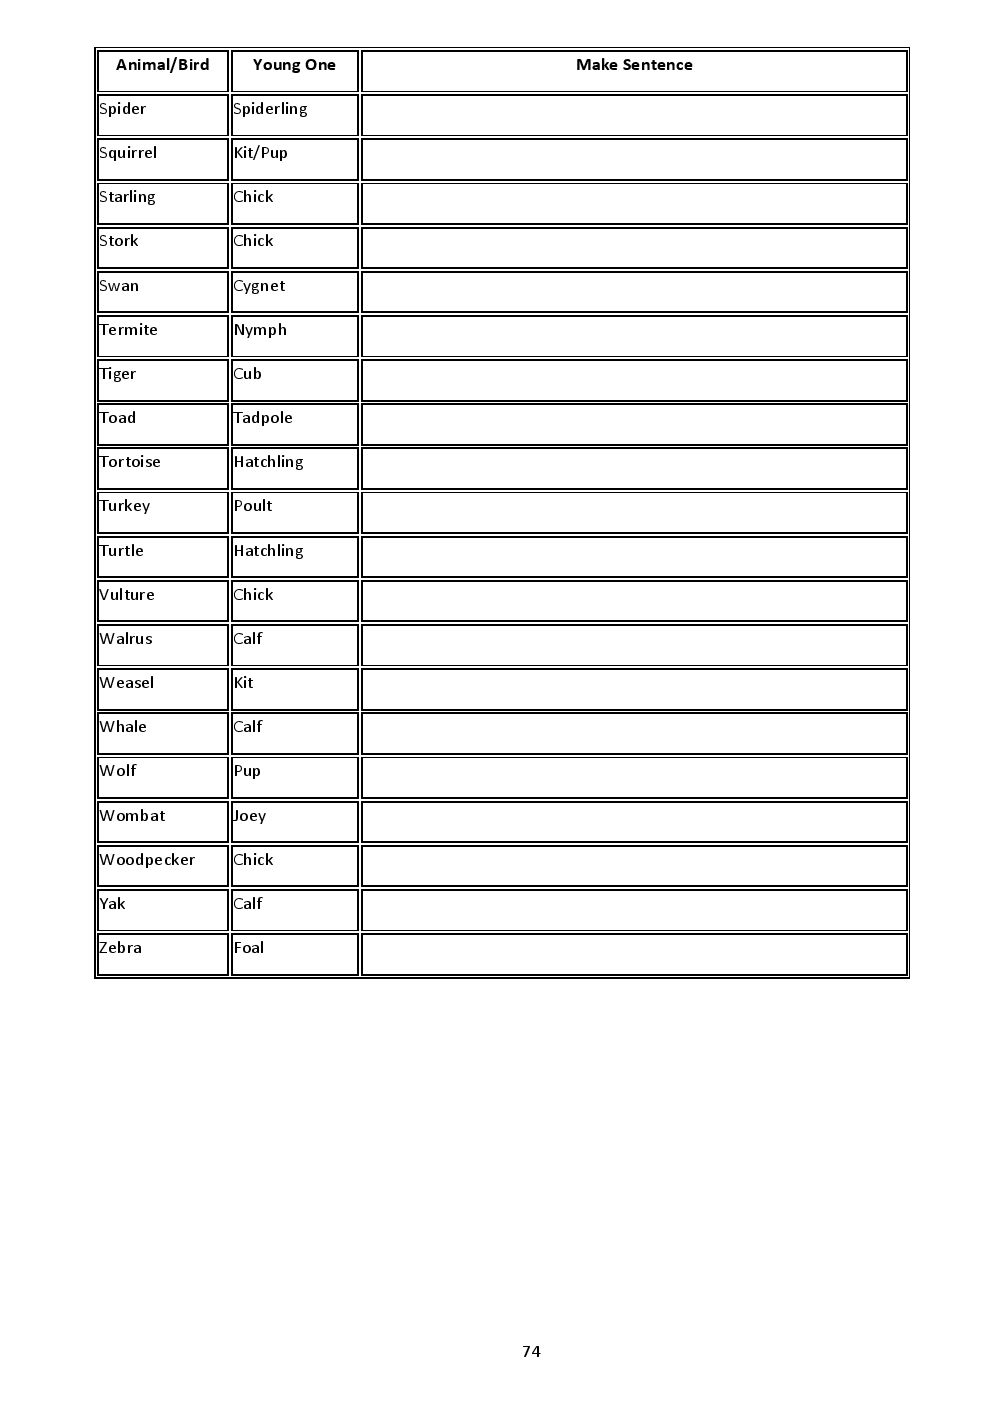 Animal/Bird Young One Make Sentence
Spider Spiderling
Squirrel Kit/Pup
Starling Chick
Stork Chick
Swan Cygnet
Termite Nymph
Tiger Cub
Toad Tadpole
Tortoise Hatchling
Turkey Poult
Turtle Hatchling
Vulture Chick
Walrus Calf
Weasel Kit
Whale Calf
Wolf Pup
Wombat Joey
Woodpecker Chick
Yak Calf
Zebra Foal
74